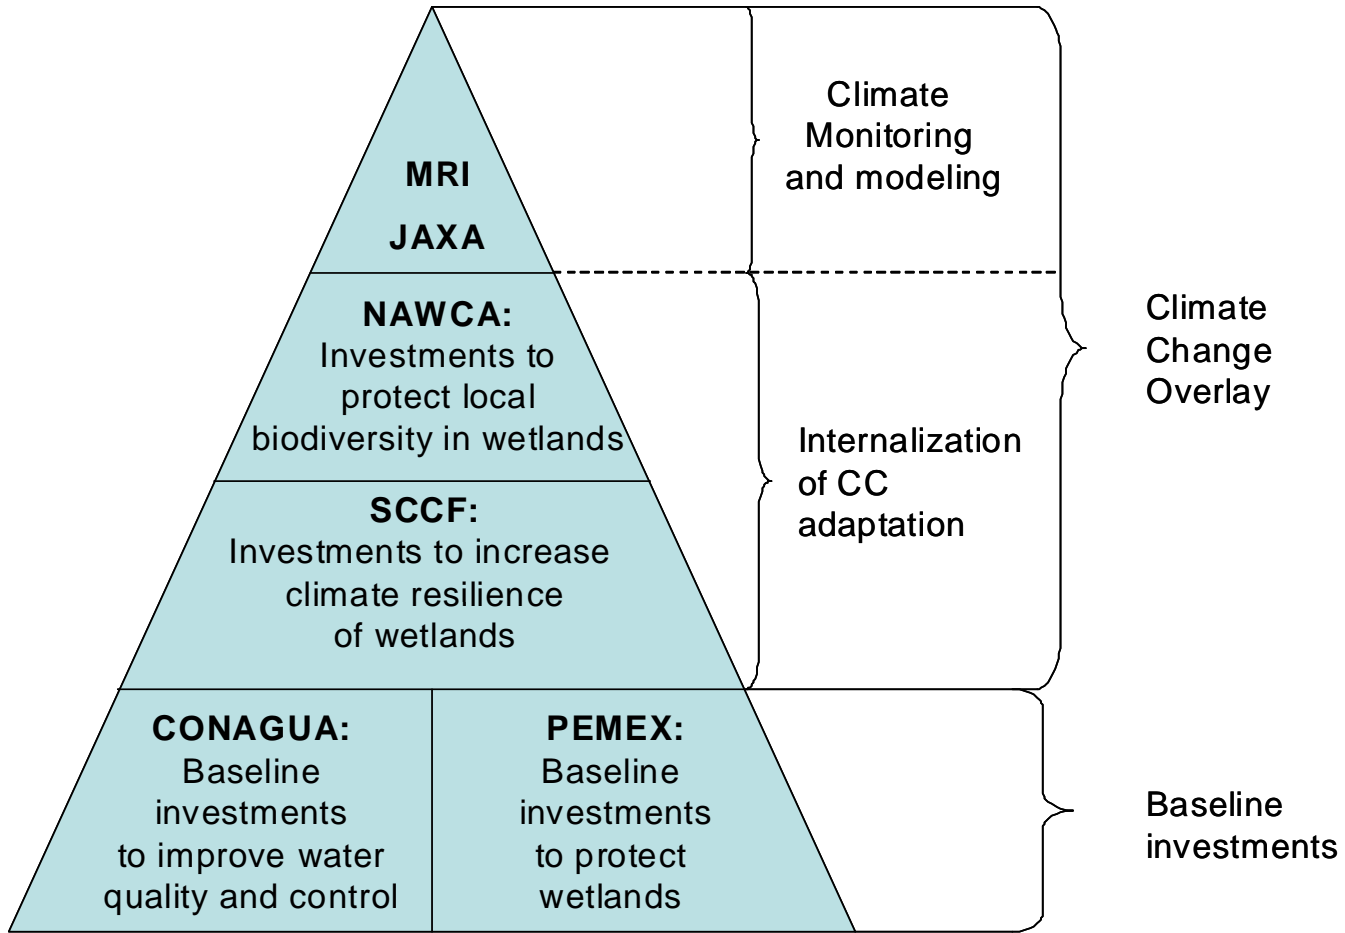 MRI
JAXA
NAWCA:
Investments to
protect local
biodiversity in wetlands
SCCF:
Investments to increase
climate resilience
of wetlands
CONAGUA:
Baseline
investments
to improve water
quality and control
PEMEX:
Baseline
investments
to protect
wetlands
Climate
Monitoring
and modeling
Internalization
of CC
adaptation
Climate
Change
Overlay
Baseline
investments